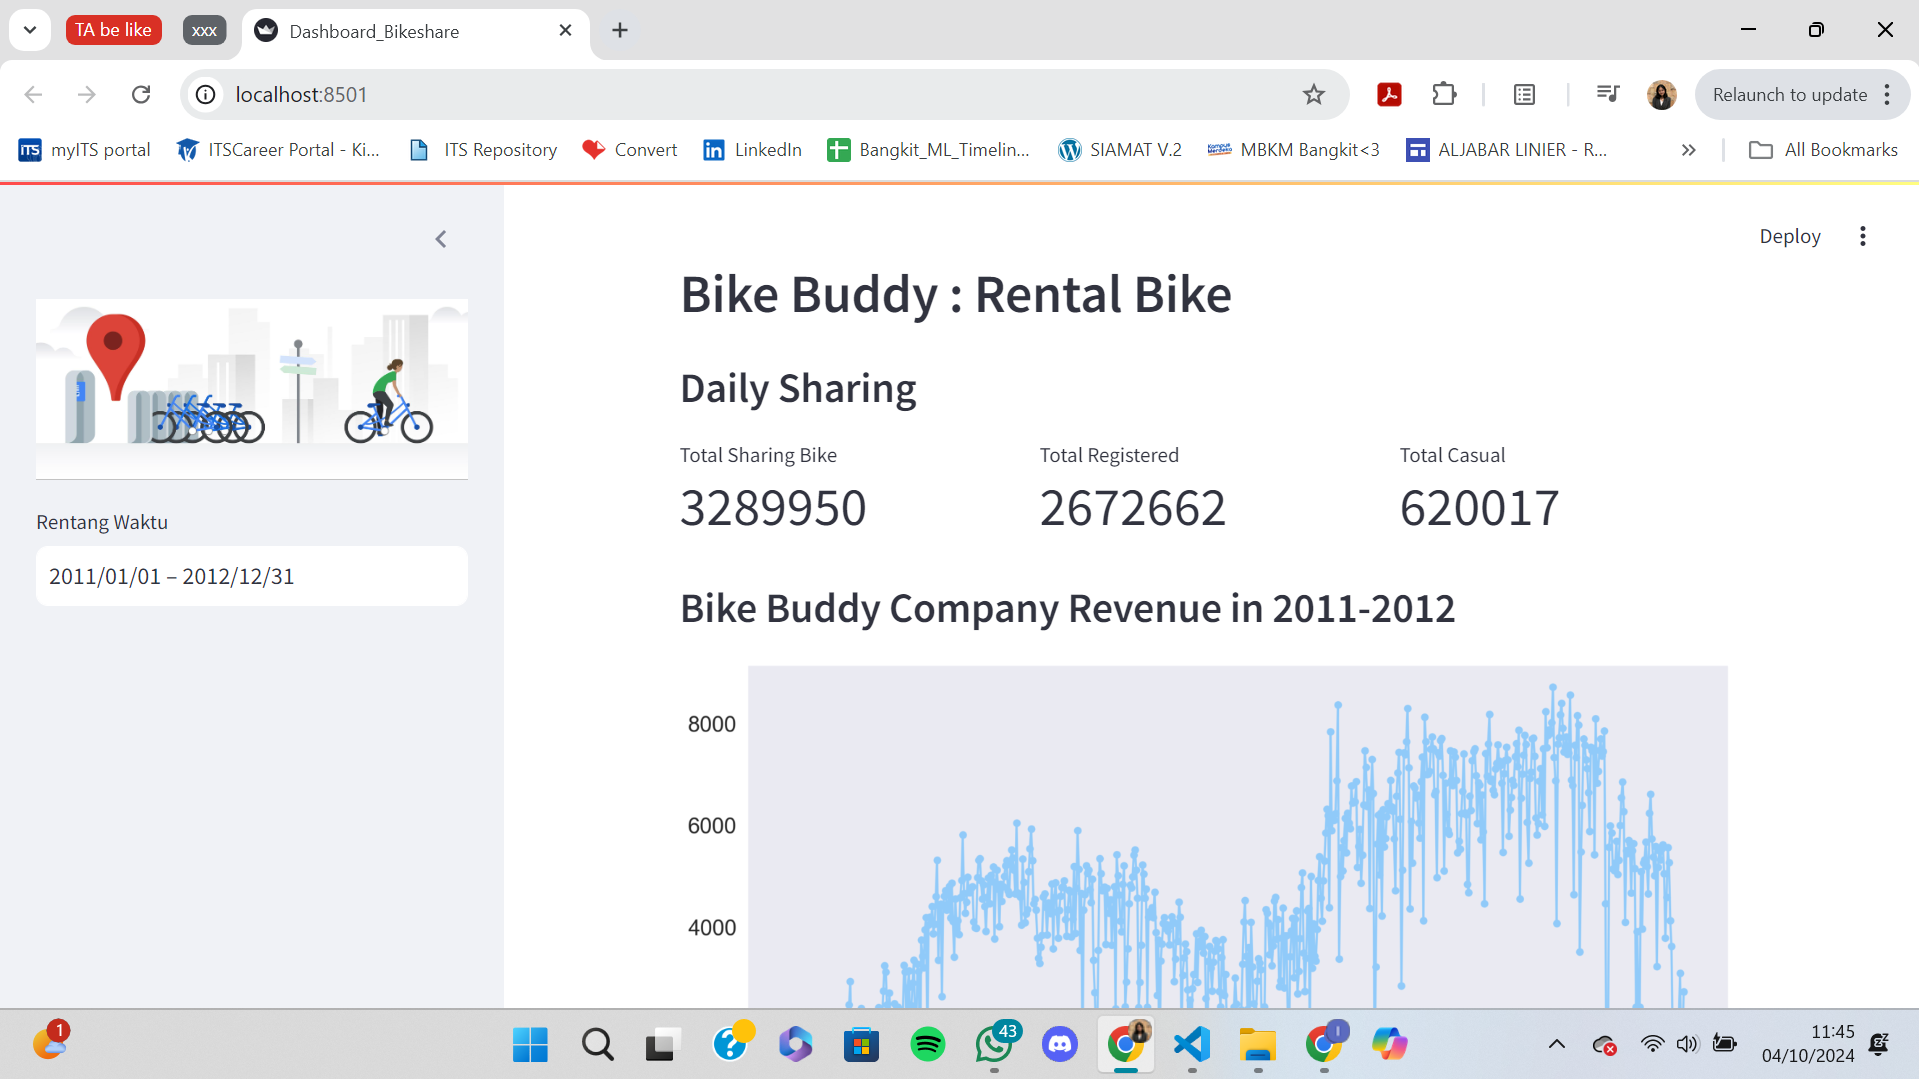 TA be like
xxx
Dashboard_Bikeshare
localhost:8501
Relaunch to update
ITS
myITS portal
ITSCareer Portal - Ki...
ITS Repository
Convert
LinkedIn
Bangkit_ML_Timelin...
SIAMAT V.2
MBKM Bangkit<3
ALJABAR LINIER - R...
All Bookmarks
Deploy
Bike Buddy : Rental Bike
Daily Sharing
Total Sharing Bike
3289950
Total Registered
2672662
Total Casual
620017
Rentang Waktu
2011/01/01 – 2012/12/31
Bike Buddy Company Revenue in 2011-2012
8000
6000
4000
1
43
11:45
04/10/2024